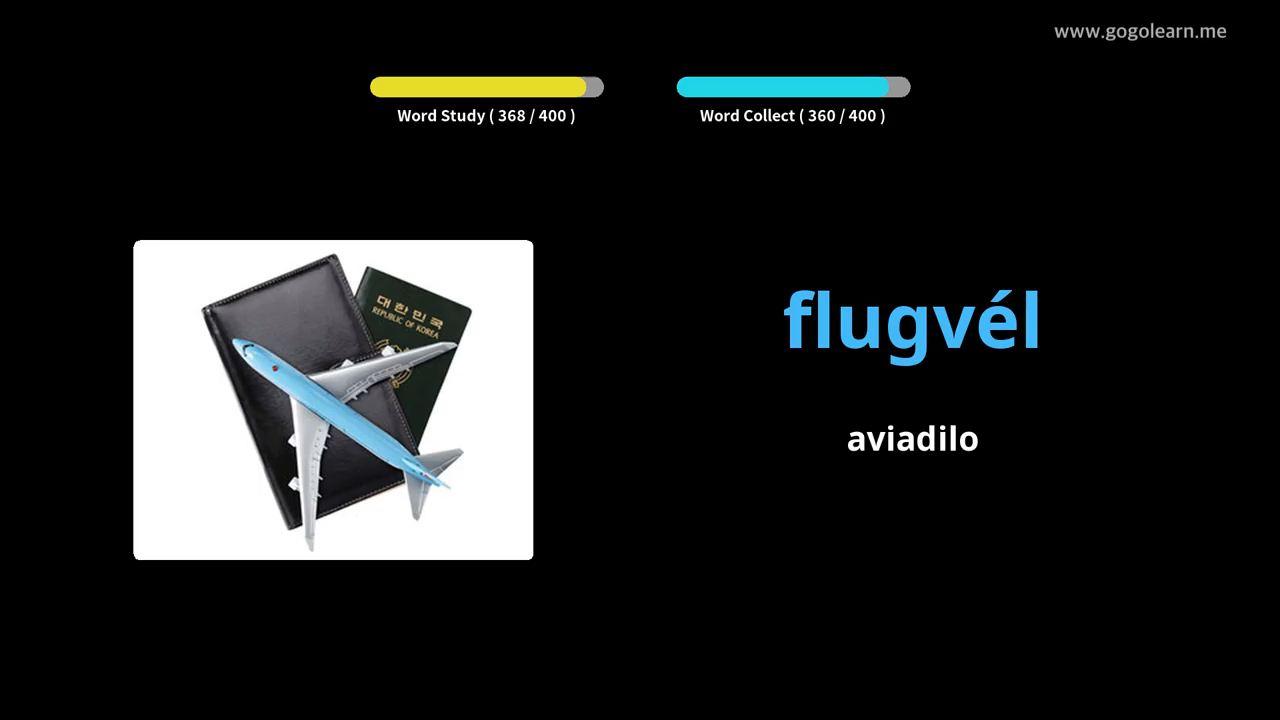 www.gogolearn.me
Word Study ( 368 / 400 )
Word Collect ( 360 / 400 )
대한민국
REPUBLIC OF KOREA
flugvél
aviadilo